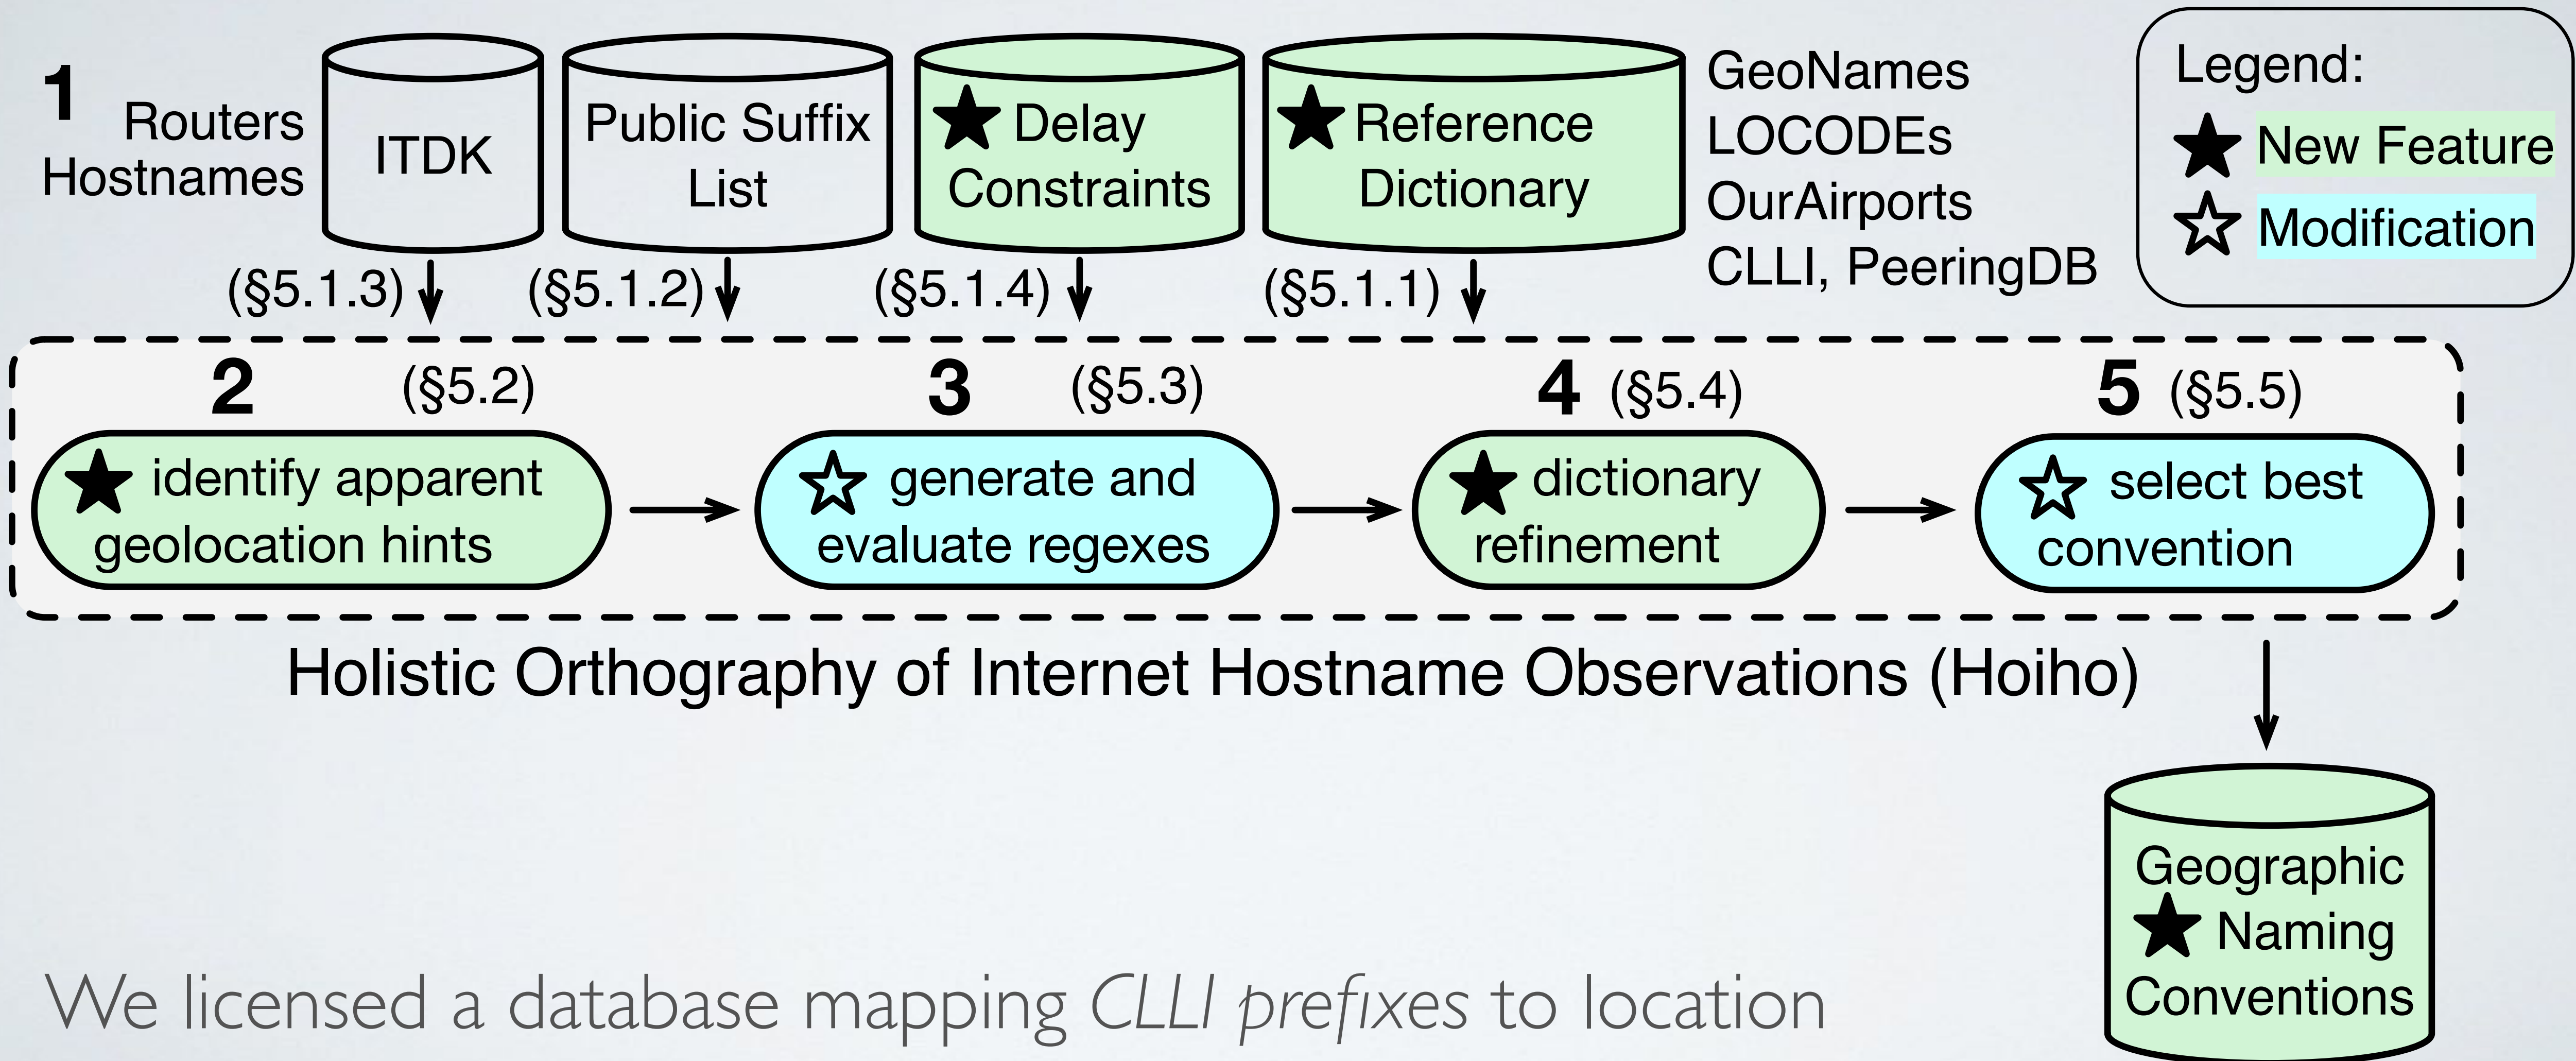 1
Routers
Hostnames
ITDK
Public Suffix
List
Delay
Constraints
Reference
Dictionary
GeoNames
LOCODEs
OurAirports
CLLI, PeeringDB
Legend:
New Feature
Modification
(§5.1.3)
(§5.1.2)
(§5.1.4)
(§5.1.1)
2 (§5.2)
identify apparent
geolocation hints
3 (§5.3)
generate and
evaluate regexes
4 (§5.4)
dictionary
refinement
5 (§5.5)
select best
convention
Holistic Orthography of Internet Hostname Observations (Hoiho)
Geographic
Naming
Conventions
We licensed a database mapping CLLI prefixes to location